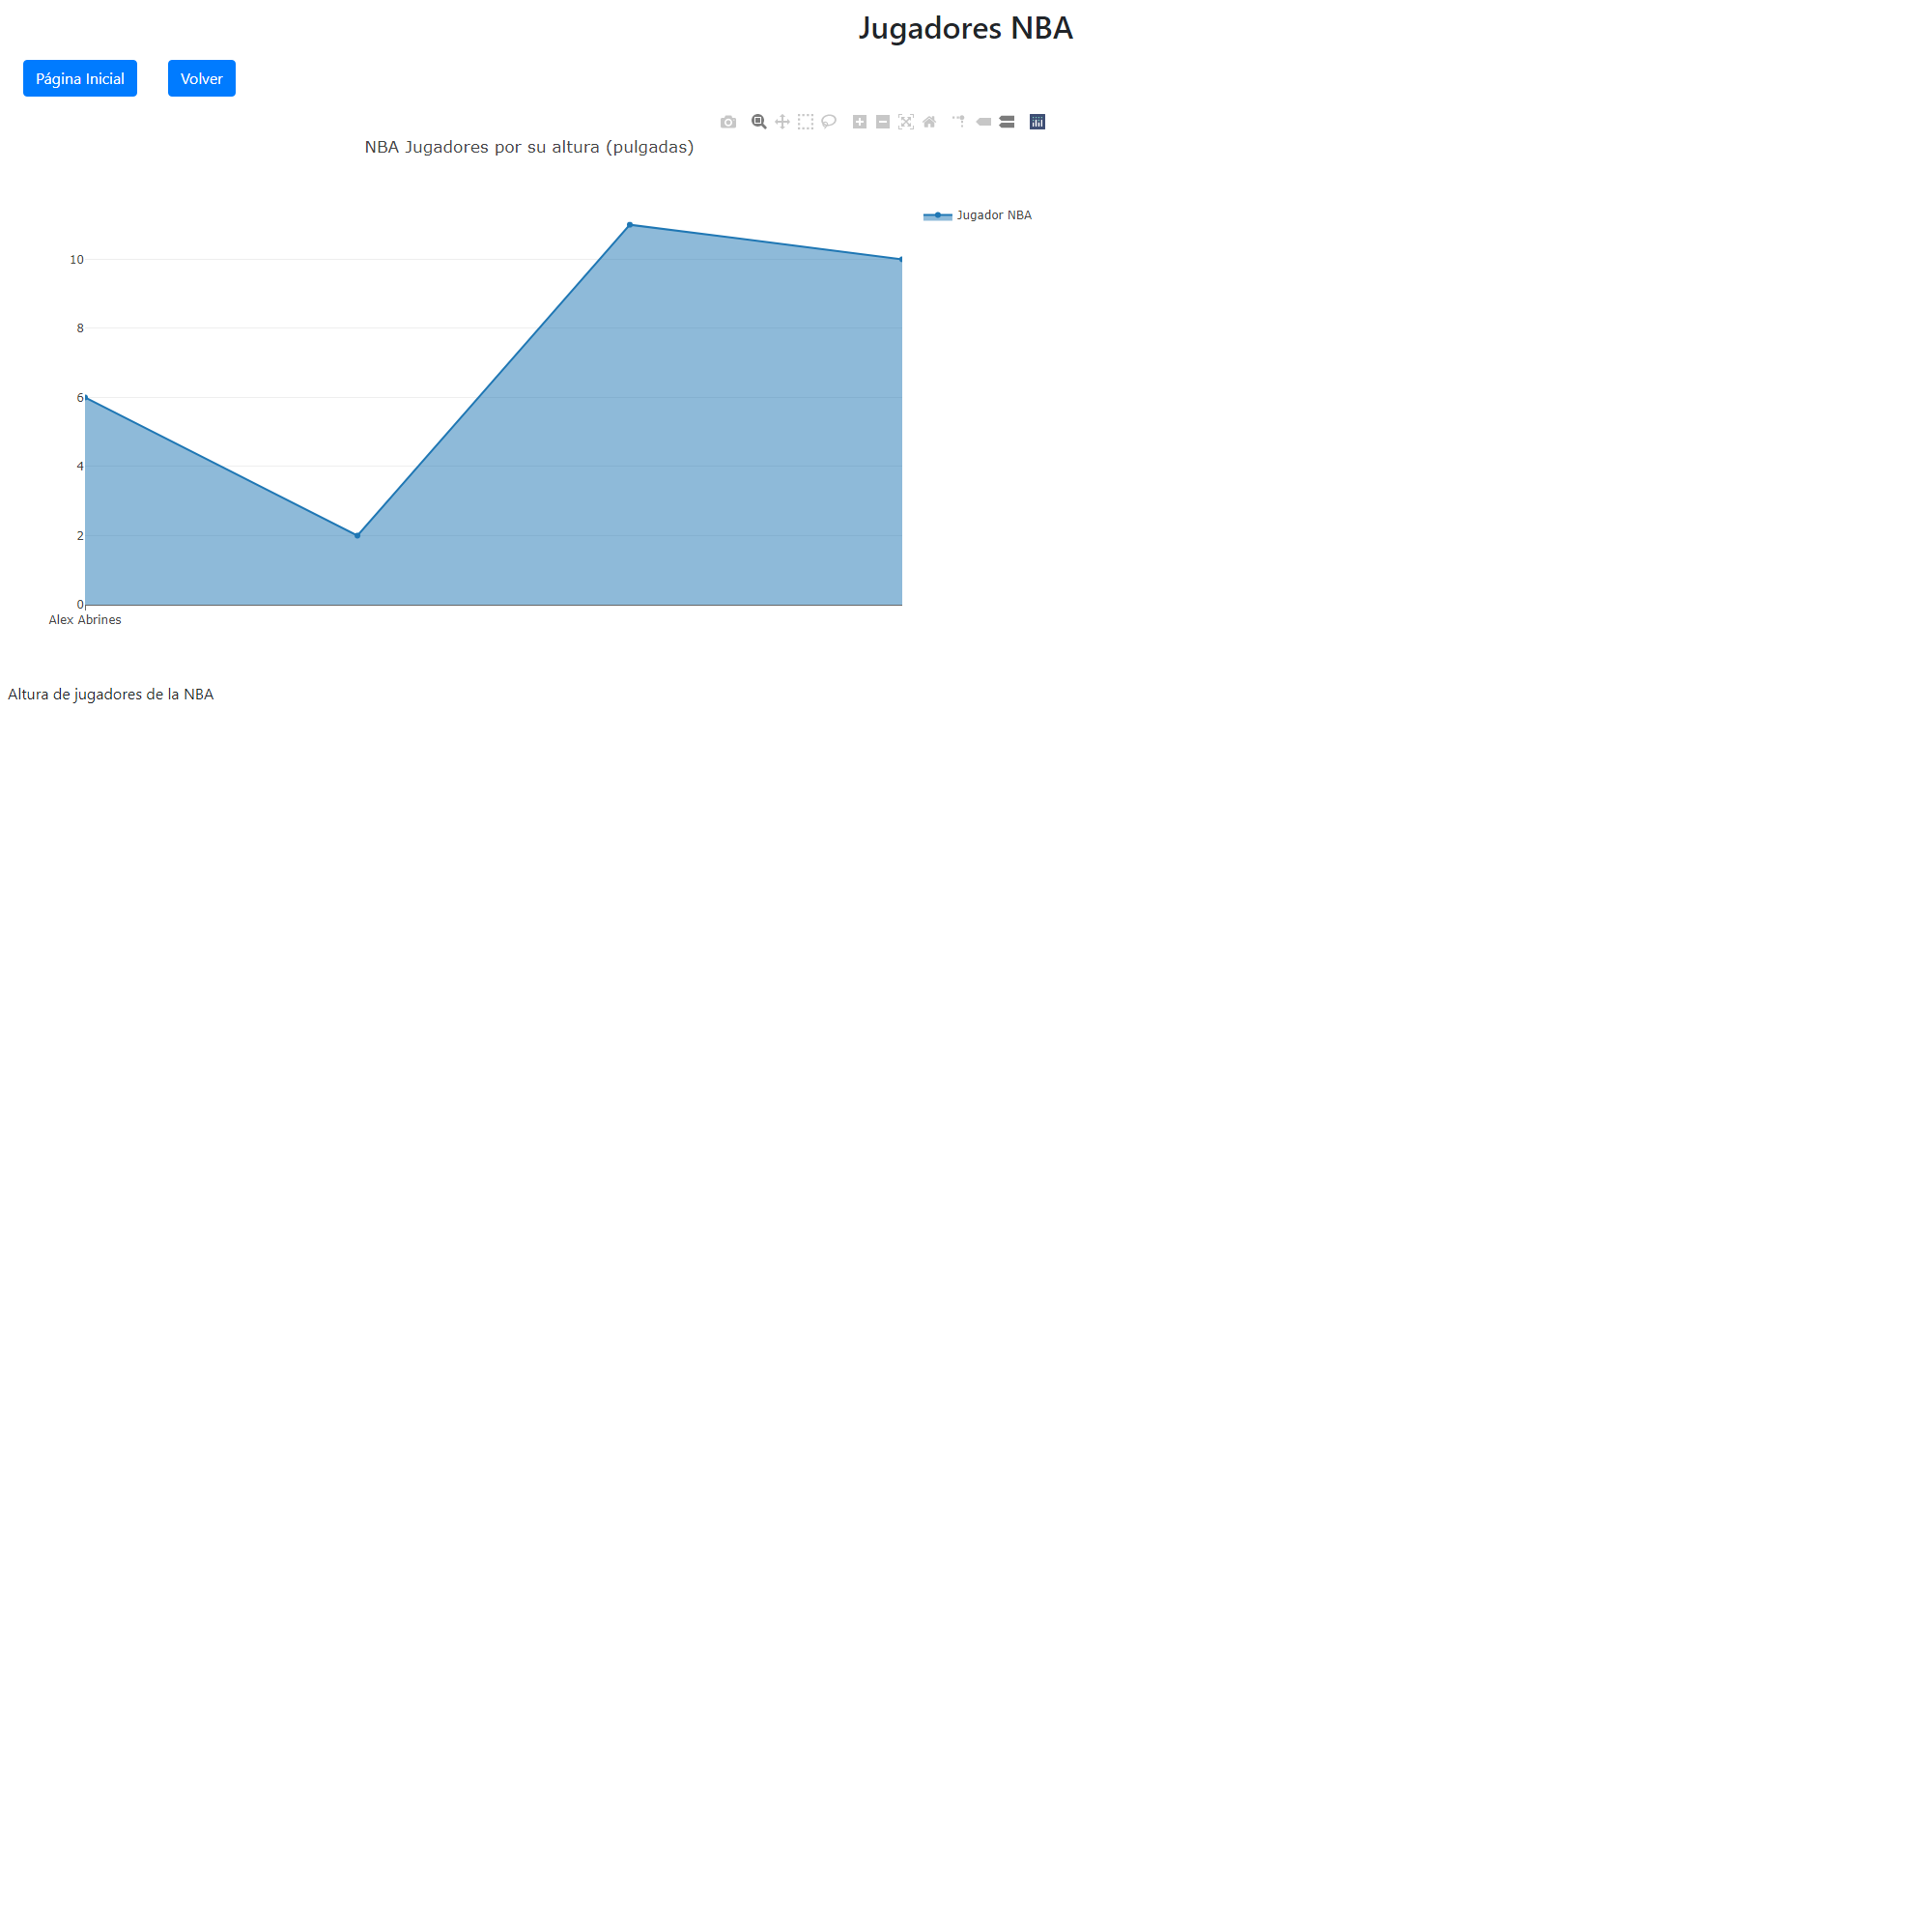 Jugadores NBA
Página Inicial
Volver
NBA Jugadores por su altura (pulgadas)
Jugador NBA
10
8
6
4
2
0
Alex Abrines
Altura de jugadores de la NBA